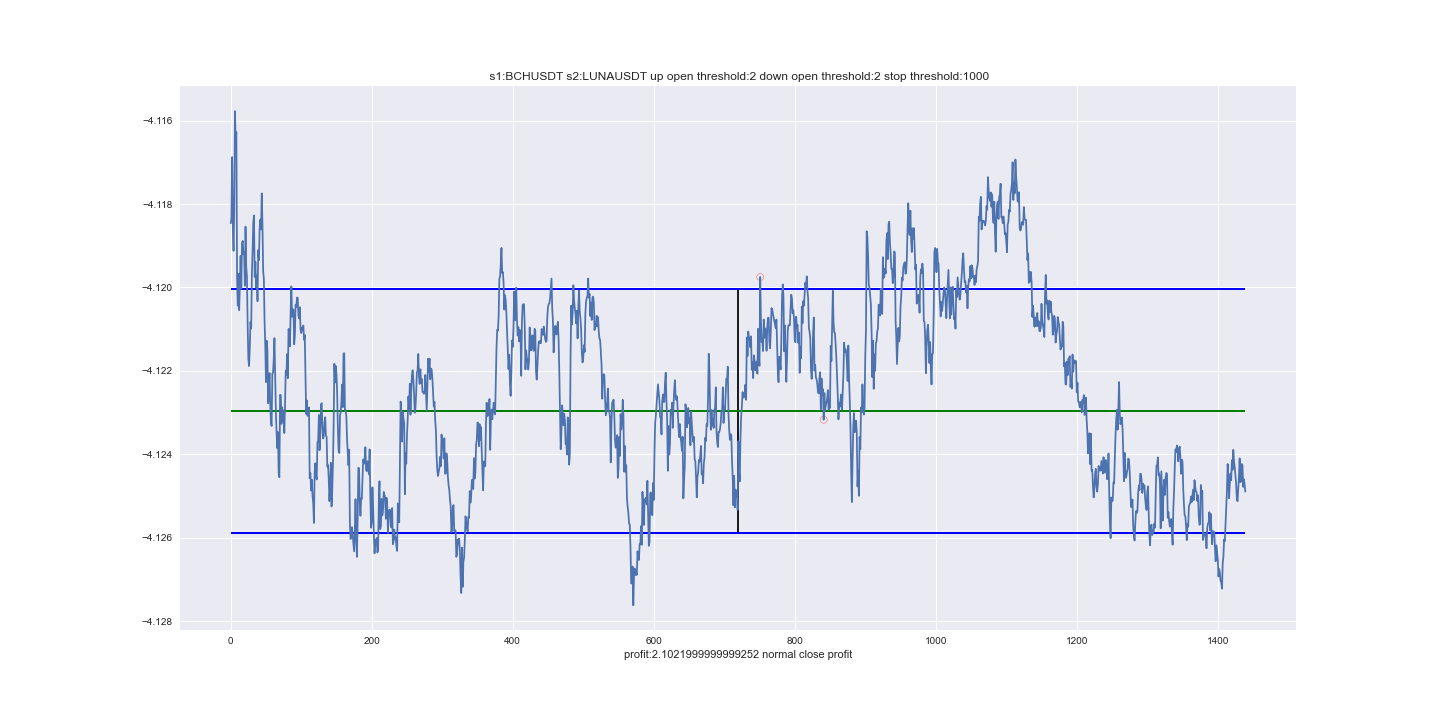 s1:BCHUSDT s2:LUNAUSDT up open threshold:2 down open threshold:2 stop threshold:1000
−4.116
−4.118
−4.120
−4.122
−4.124
−4.126
−4.128
0 200 400 600 800 1000 1200 1400
profit:2.1021999999999252 normal close profit